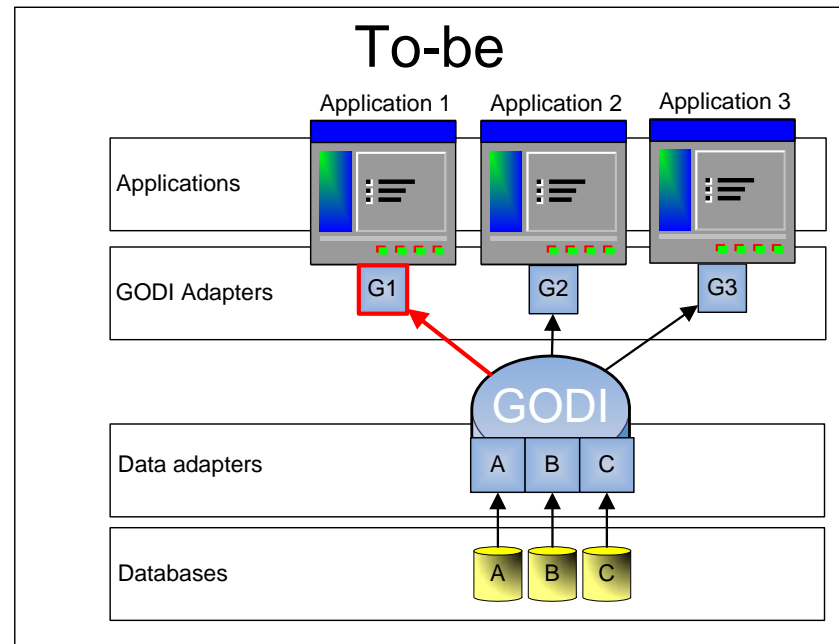 To-be
Application 1 Application 2 Application 3
Applications
GODI Adapters
G1 G2 G3
GODI
Data adapters
A B C
Databases
A B C